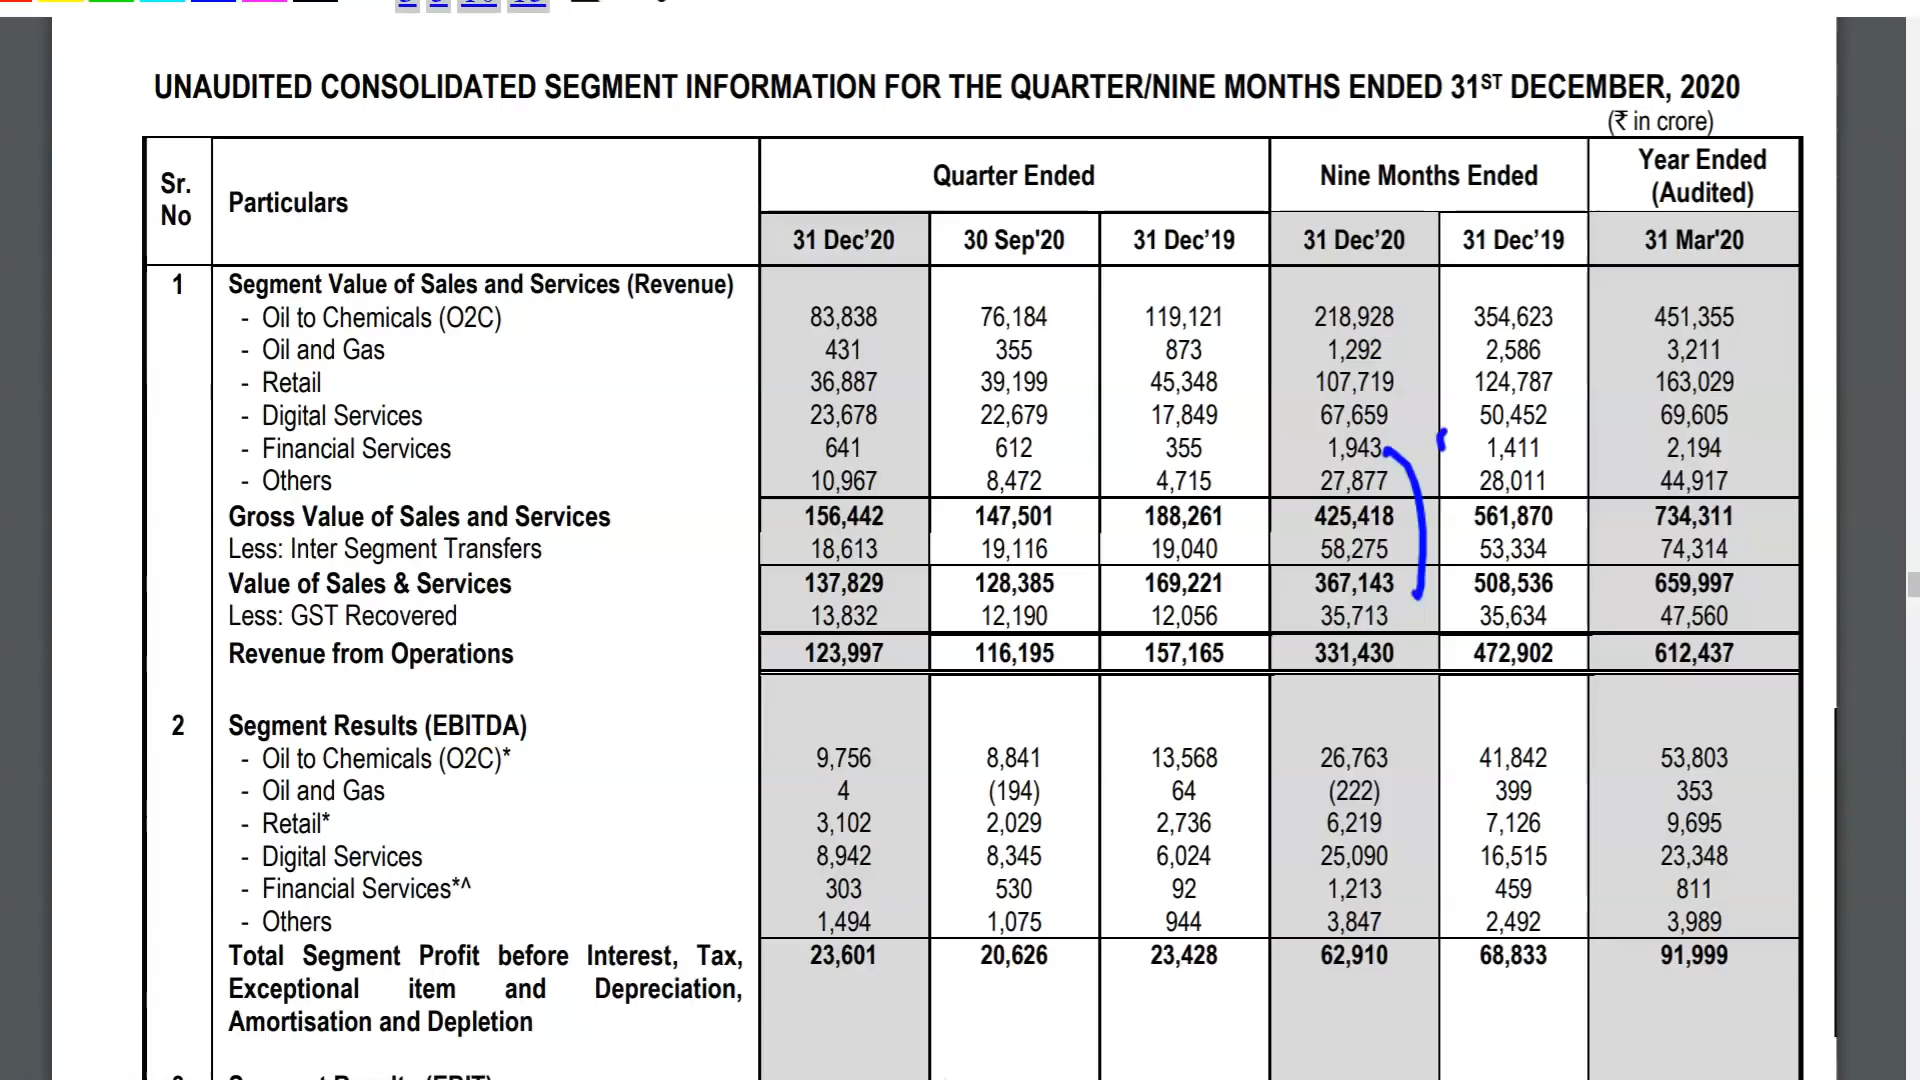 UNAUDITED CONSOLIDATED SEGMENT INFORMATION FOR THE QUARTER/NINE MONTHS ENDED 31ST DECEMBER, 2020
(₹ in crore)
Sr. No Particulars Quarter Ended Nine Months Ended Year Ended (Audited)
31 Dec’20 30 Sep'20 31 Dec’19 31 Dec’20 31 Dec’19 31 Mar'20
1 Segment Value of Sales and Services (Revenue)
- Oil to Chemicals (O2C) 83,838 76,184 119,121 218,928 354,623 451,355
- Oil and Gas 431 355 873 1,292 2,586 3,211
- Retail 36,887 39,199 45,348 107,719 124,787 163,029
- Digital Services 23,678 22,679 17,849 67,659 50,452 69,605
- Financial Services 641 612 355 1,943 1,411 2,194
- Others 10,967 8,472 4,715 27,877 28,011 44,917
Gross Value of Sales and Services 156,442 147,501 188,261 425,418 561,870 734,311
Less: Inter Segment Transfers 18,613 19,116 19,040 58,275 53,334 74,314
Value of Sales & Services 137,829 128,385 169,221 367,143 508,536 659,997
Less: GST Recovered 13,832 12,190 12,056 35,713 35,634 47,560
Revenue from Operations 123,997 116,195 157,165 331,430 472,902 612,437
2 Segment Results (EBITDA)
- Oil to Chemicals (O2C)* 9,756 8,841 13,568 26,763 41,842 53,803
- Oil and Gas 4 (194) 64 (222) 399 353
- Retail* 3,102 2,029 2,736 6,219 7,126 9,695
- Digital Services 8,942 8,345 6,024 25,090 16,515 23,348
- Financial Services*^ 303 530 92 1,213 459 811
- Others 1,494 1,075 944 3,847 2,492 3,989
Total Segment Profit before Interest, Tax, 23,601 20,626 23,428 62,910 68,833 91,999
Exceptional item and Depreciation,
Amortisation and Depletion